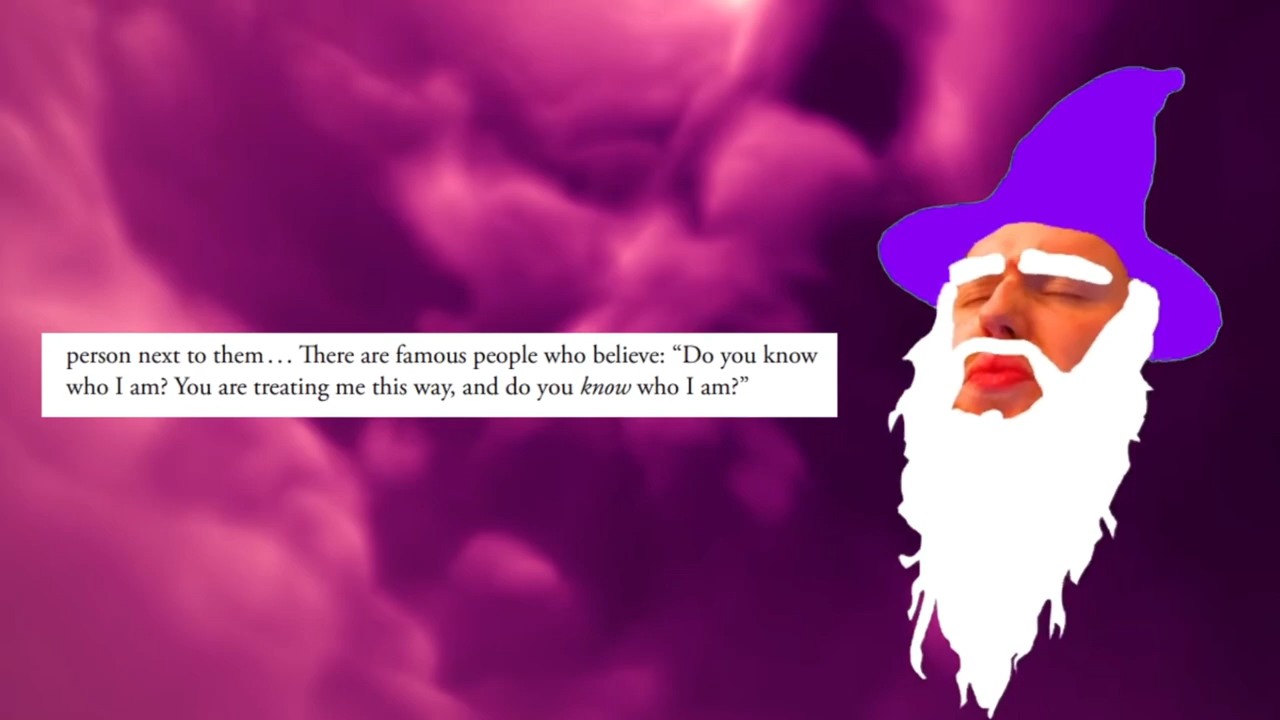 person next to them… There are famous people who believe: “Do you know
who I am? You are treating me this way, and do you know who I am?”